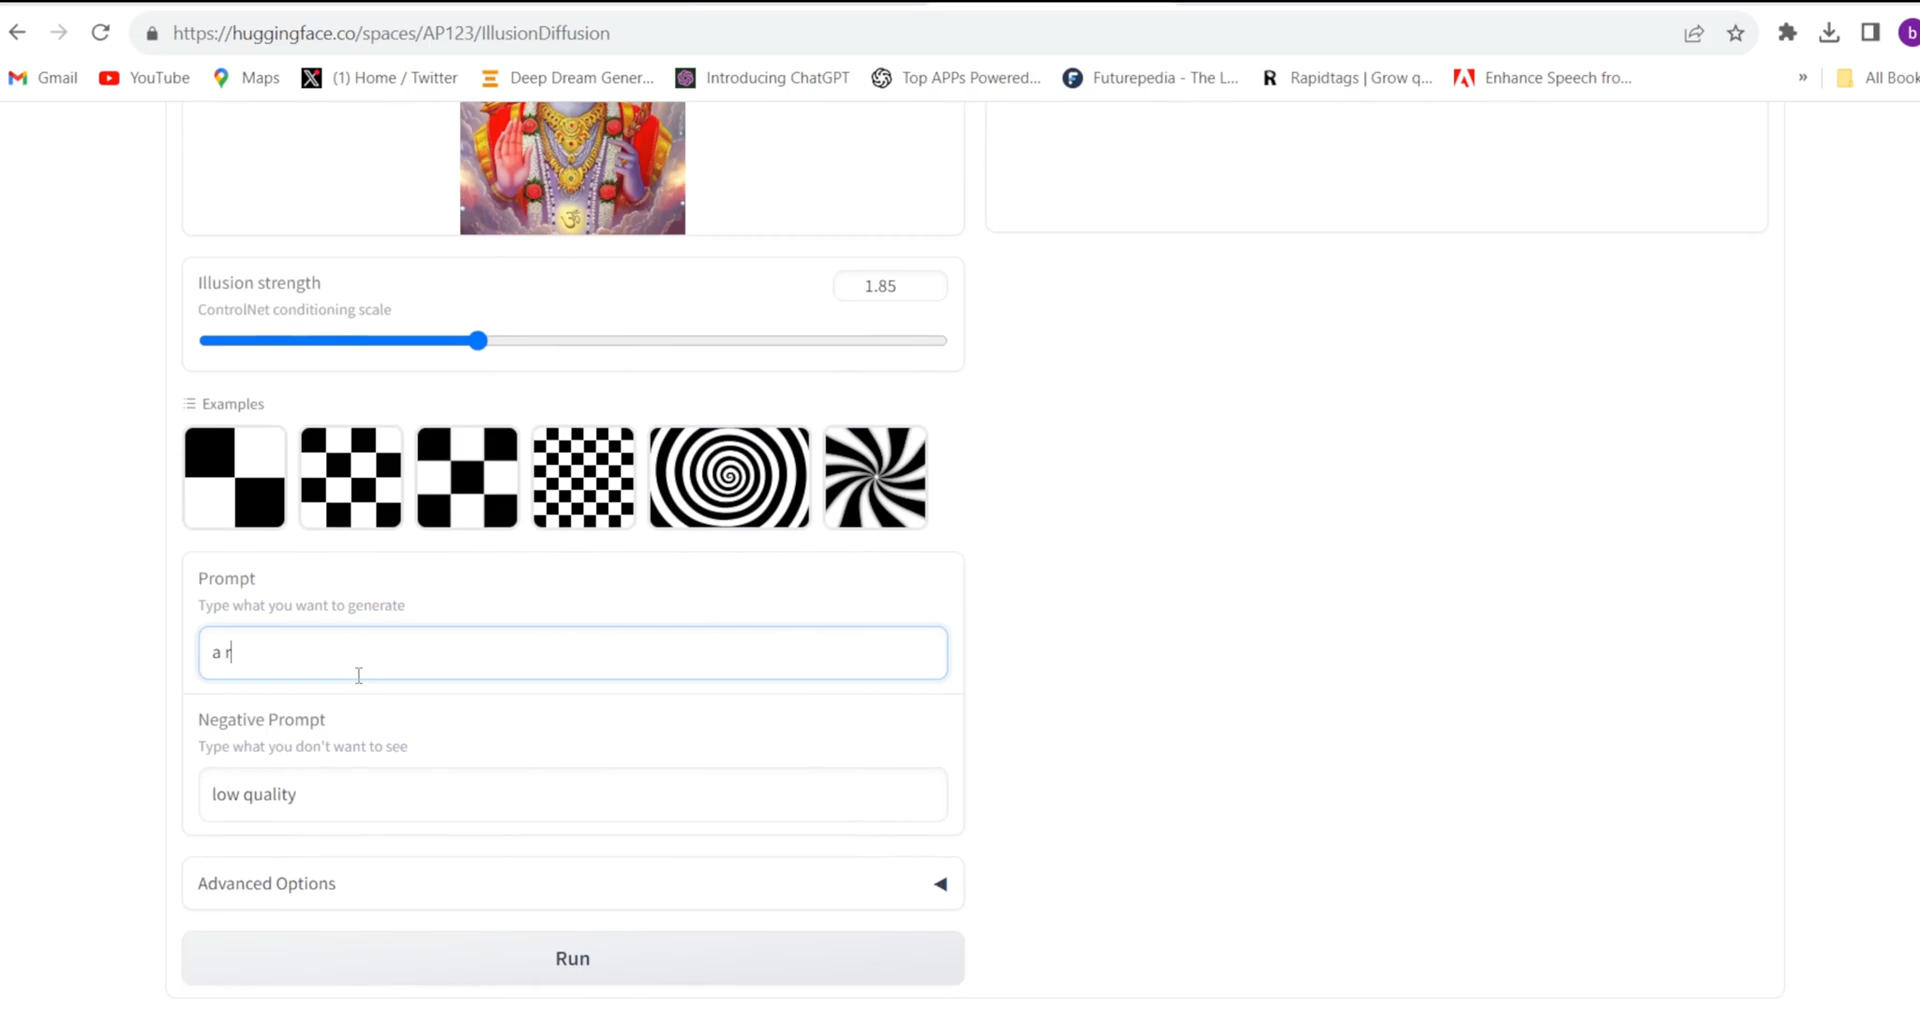 https://huggingface.co/spaces/AP123/IllusionDiffusion
b
Gmail YouTube Maps (1) Home / Twitter Deep Dream Gener... Introducing ChatGPT Top APPs Powered... Futurepedia - The L... Rapidtags | Grow q... Enhance Speech fro... » All Book
ॐ
Illusion strength 1.85
ControlNet conditioning scale
Examples
Prompt
Type what you want to generate
a r
Negative Prompt
Type what you don't want to see
low quality
Advanced Options
Run